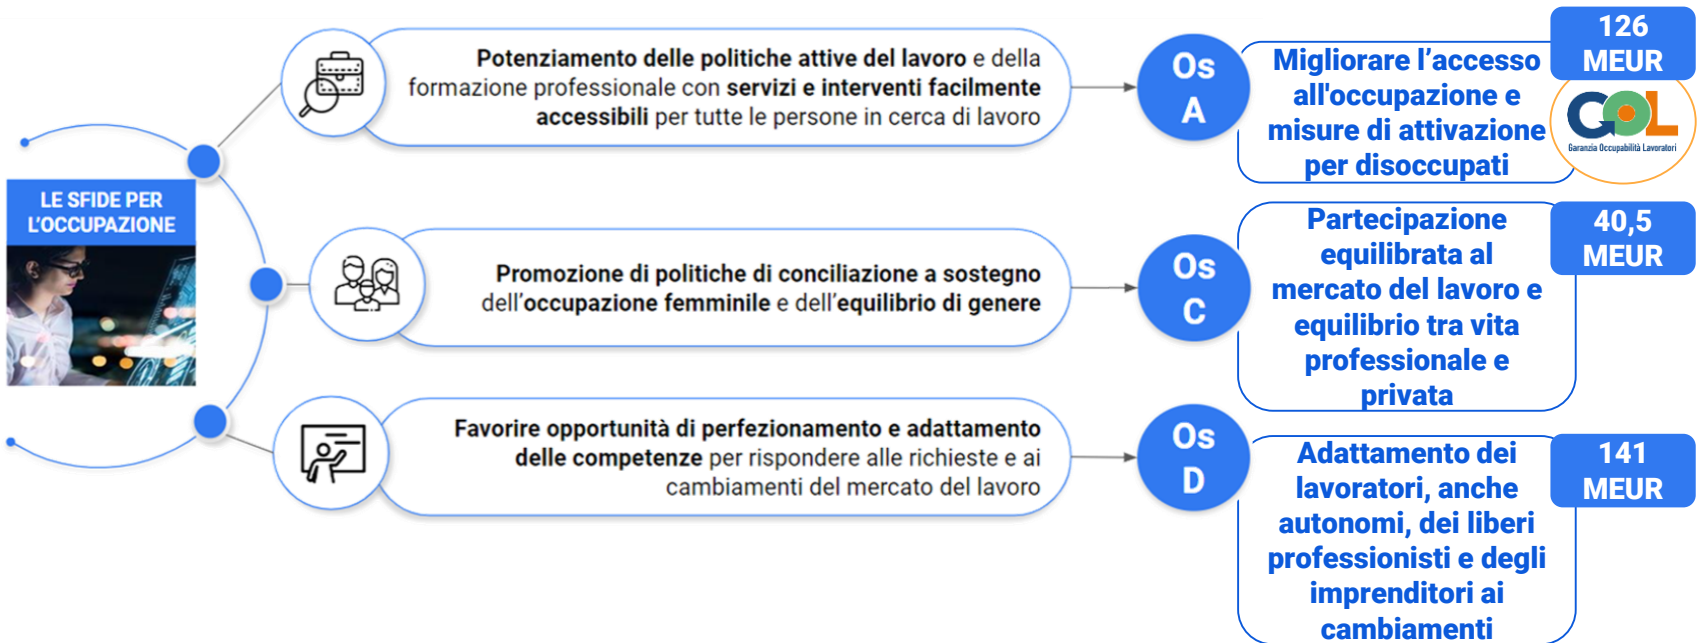 LE SFIDE PER
L’OCCUPAZIONE
Potenziamento delle politiche attive del lavoro e della
formazione professionale con servizi e interventi facilmente
accessibili per tutte le persone in cerca di lavoro
Os
A
Migliorare l’accesso
all'occupazione e
misure di attivazione
per disoccupati
126
MEUR
GOL
Garanzia Occupabilità Lavoratori
Promozione di politiche di conciliazione a sostegno
dell’occupazione femminile e dell’equilibrio di genere
Os
C
Partecipazione
equilibrata al
mercato del lavoro e
equilibrio tra vita
professionale e
privata
40,5
MEUR
Favorire opportunità di perfezionamento e adattamento
delle competenze per rispondere alle richieste e ai
cambiamenti del mercato del lavoro
Os
D
Adattamento dei
lavoratori, anche
autonomi, dei liberi
professionisti e degli
imprenditori ai
cambiamenti
141
MEUR